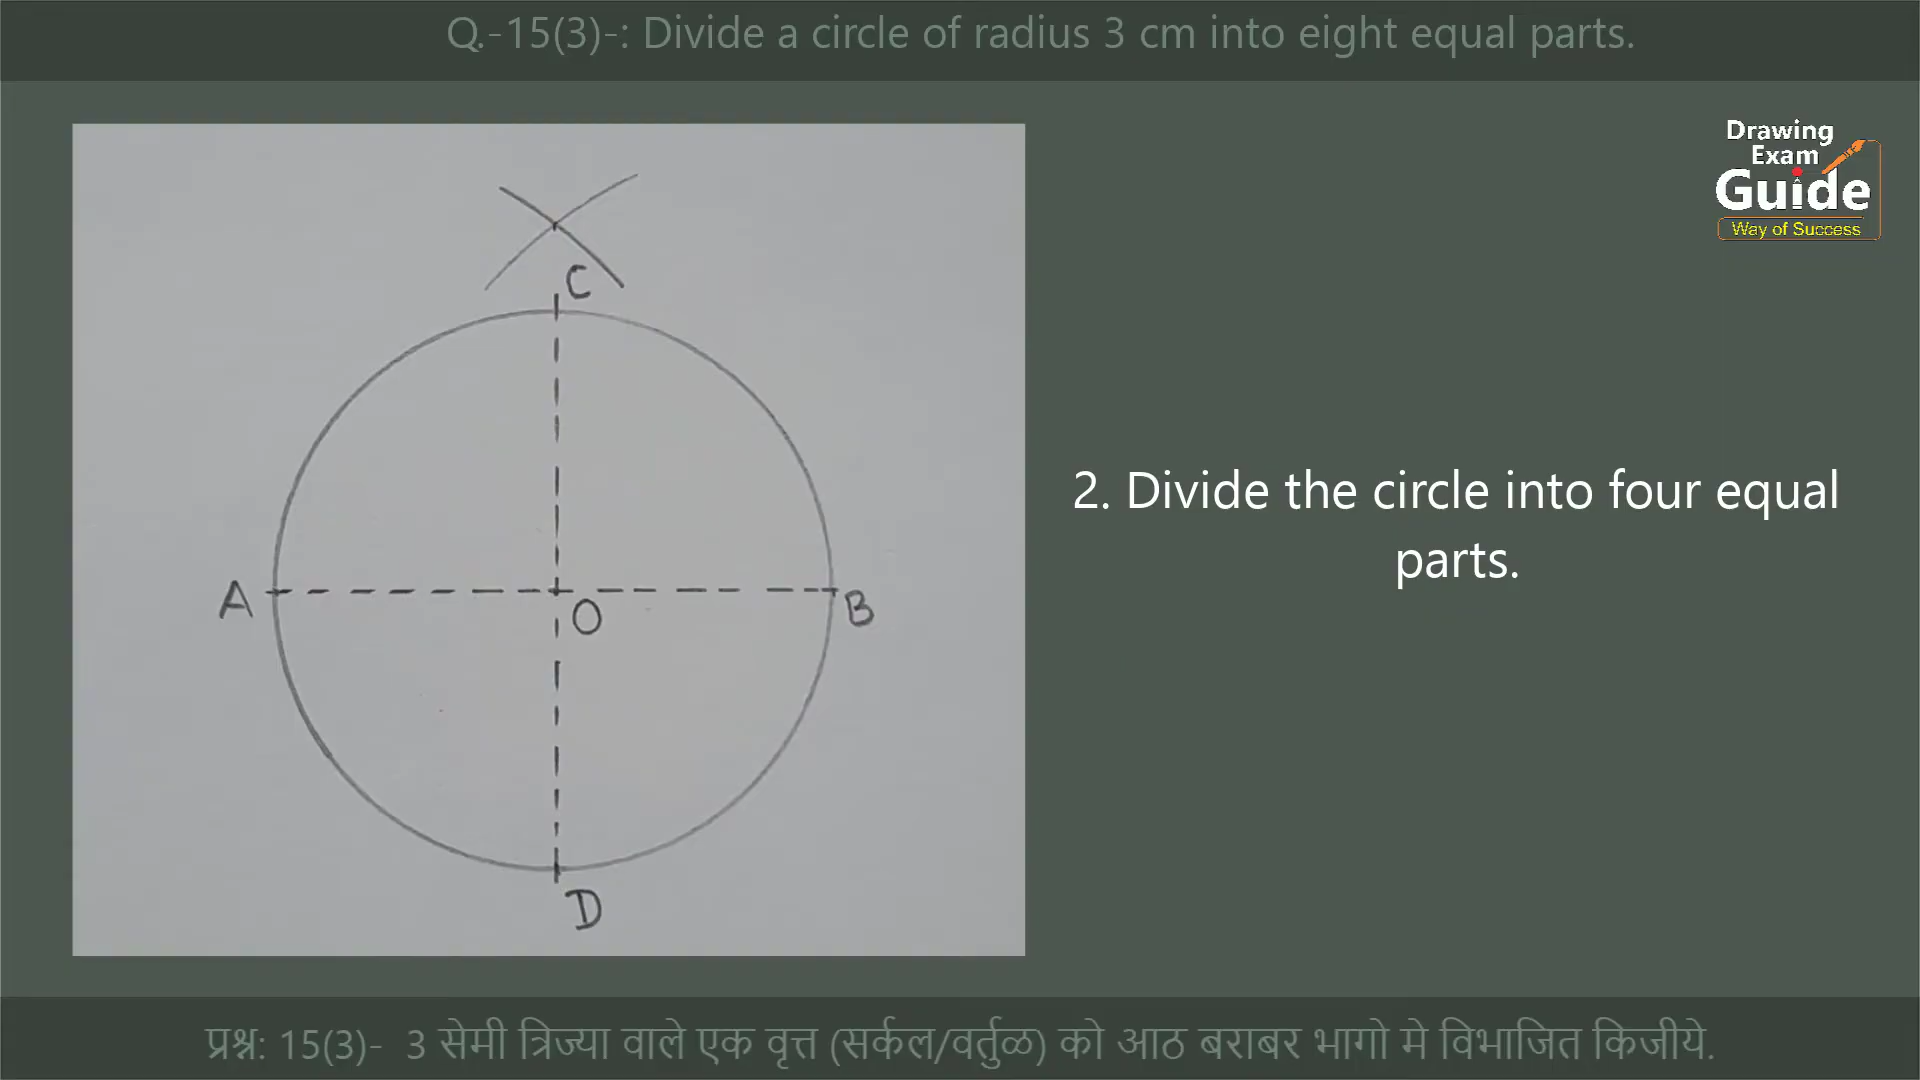 Q.-15(3)-: Divide a circle of radius 3 cm into eight equal parts.
Drawing
Exam
Guide
Way of Success
C
2. Divide the circle into four equal
parts.
A
O
B
D
प्रश्न: 15(3)- 3 सेमी त्रिज्या वाले एक वृत्त (सर्कल/वर्तुळ) को आठ बराबर भागो मे विभाजित किजीये.